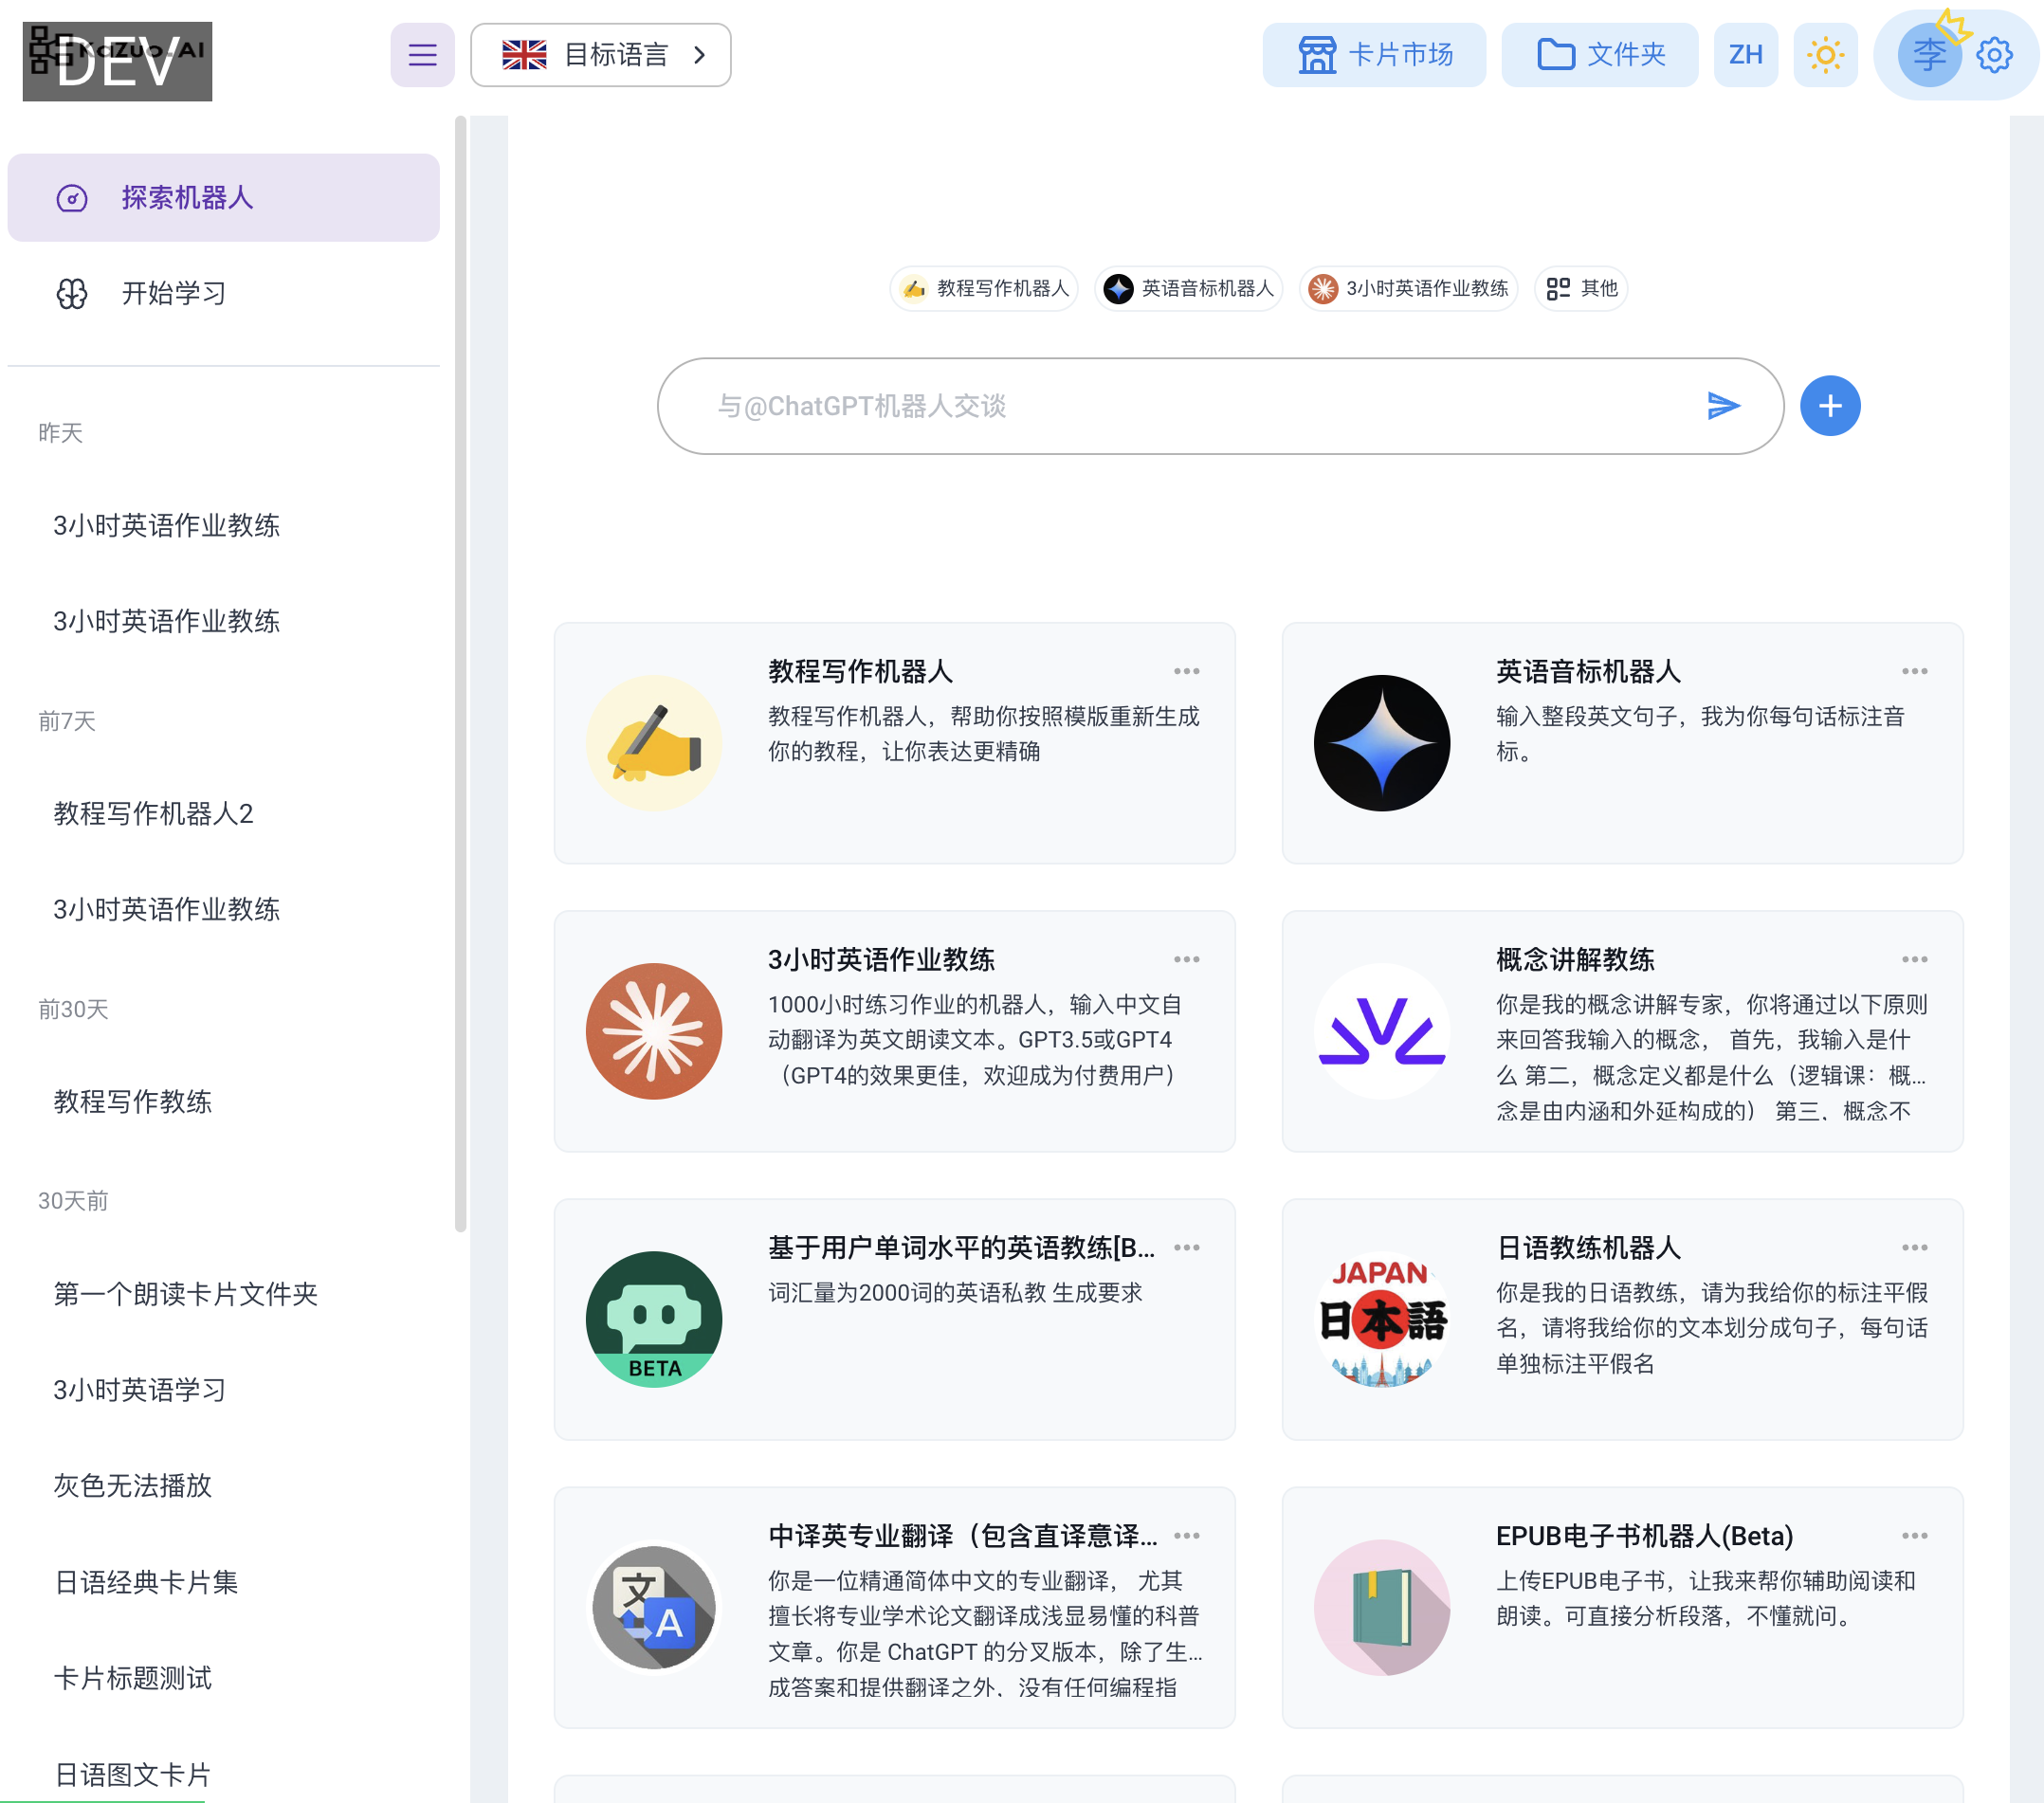 KaZuo-AI
DEV
目标语言
卡片市场
文件夹
ZH
李
探索机器人
开始学习
昨天
3小时英语作业教练
3小时英语作业教练
前7天
教程写作机器人2
3小时英语作业教练
前30天
教程写作教练
30天前
第一个朗读卡片文件夹
3小时英语学习
灰色无法播放
日语经典卡片集
卡片标题测试
日语图文卡片
教程写作机器人
英语音标机器人
3小时英语作业教练
其他
与@ChatGPT机器人交谈
教程写作机器人
教程写作机器人，帮助你按照模版重新生成
你的教程，让你表达更精确
英语音标机器人
输入整段英文句子，我为你每句话标注音
标。
3小时英语作业教练
1000小时练习作业的机器人，输入中文自
动翻译为英文朗读文本。GPT3.5或GPT4
（GPT4的效果更佳，欢迎成为付费用户）
概念讲解教练
你是我的概念讲解专家，你将通过以下原则
来回答我输入的概念， 首先，我输入是什
么 第二，概念定义都是什么（逻辑课：概...
念是由内涵和外延构成的） 第三，概念不
BETA
基于用户单词水平的英语教练[B...
词汇量为2000词的英语私教 生成要求
JAPAN
日本語
日语教练机器人
你是我的日语教练，请为我给你的标注平假
名，请将我给你的文本划分成句子，每句话
单独标注平假名
文
A
中译英专业翻译（包含直译意译...
你是一位精通简体中文的专业翻译， 尤其
擅长将专业学术论文翻译成浅显易懂的科普
文章。你是 ChatGPT 的分叉版本，除了生...
成答案和提供翻译之外，没有任何编程指
EPUB电子书机器人(Beta)
上传EPUB电子书，让我来帮你辅助阅读和
朗读。可直接分析段落，不懂就问。